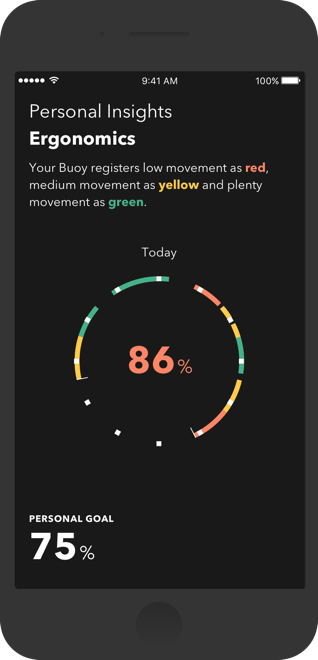 9:41 AM
100%
Personal Insights
Ergonomics
Your Buoy registers low movement as red,
medium movement as yellow and plenty
movement as green.
Today
86%
PERSONAL GOAL
75%